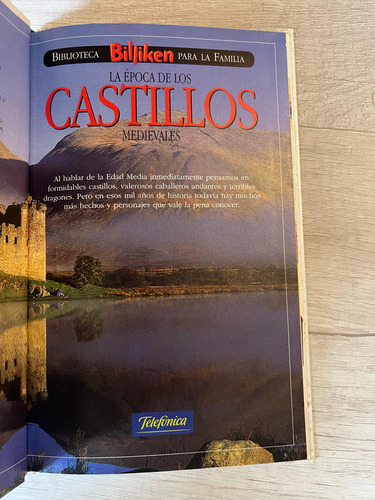 BIBLIOTECA Billiken PARA LA FAMILIA
LA ÉPOCA DE LOS
CASTILLOS
MEDIEVALES
Al hablar de la Edad Media inmediatamente pensamos en
formidables castillos, valerosos caballeros andantes y terribles
dragones. Pero en esos mil años de historia todavía hay muchos
más hechos y personajes que vale la pena conocer.
Telefónica